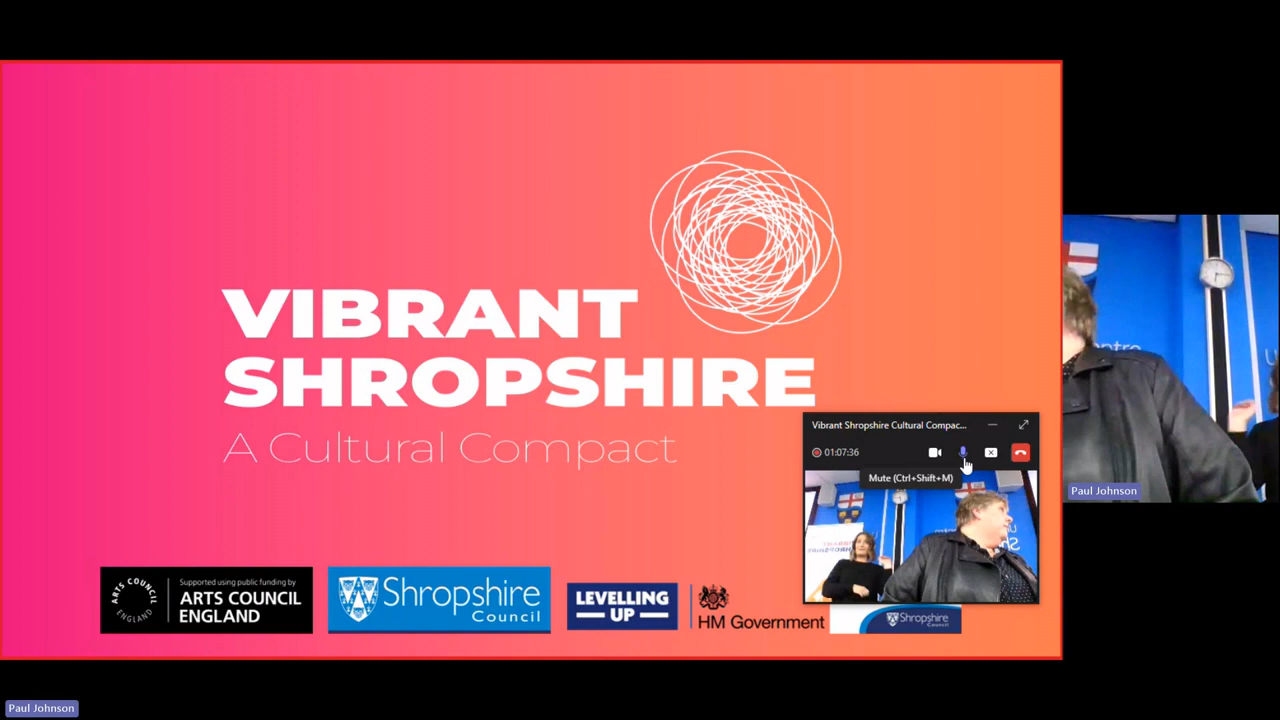 VIBRANT
SHROPSHIRE
A Cultural Compact
ARTS COUNCIL
ENGLAND
Supported using public funding by
ARTS COUNCIL
ENGLAND
Shropshire
Council
LEVELLING
UP
HM Government
Shropshire
Council
Vibrant Shropshire Cultural Compac...
01:07:36
Mute (Ctrl+Shift+M)
Paul Johnson
Paul Johnson